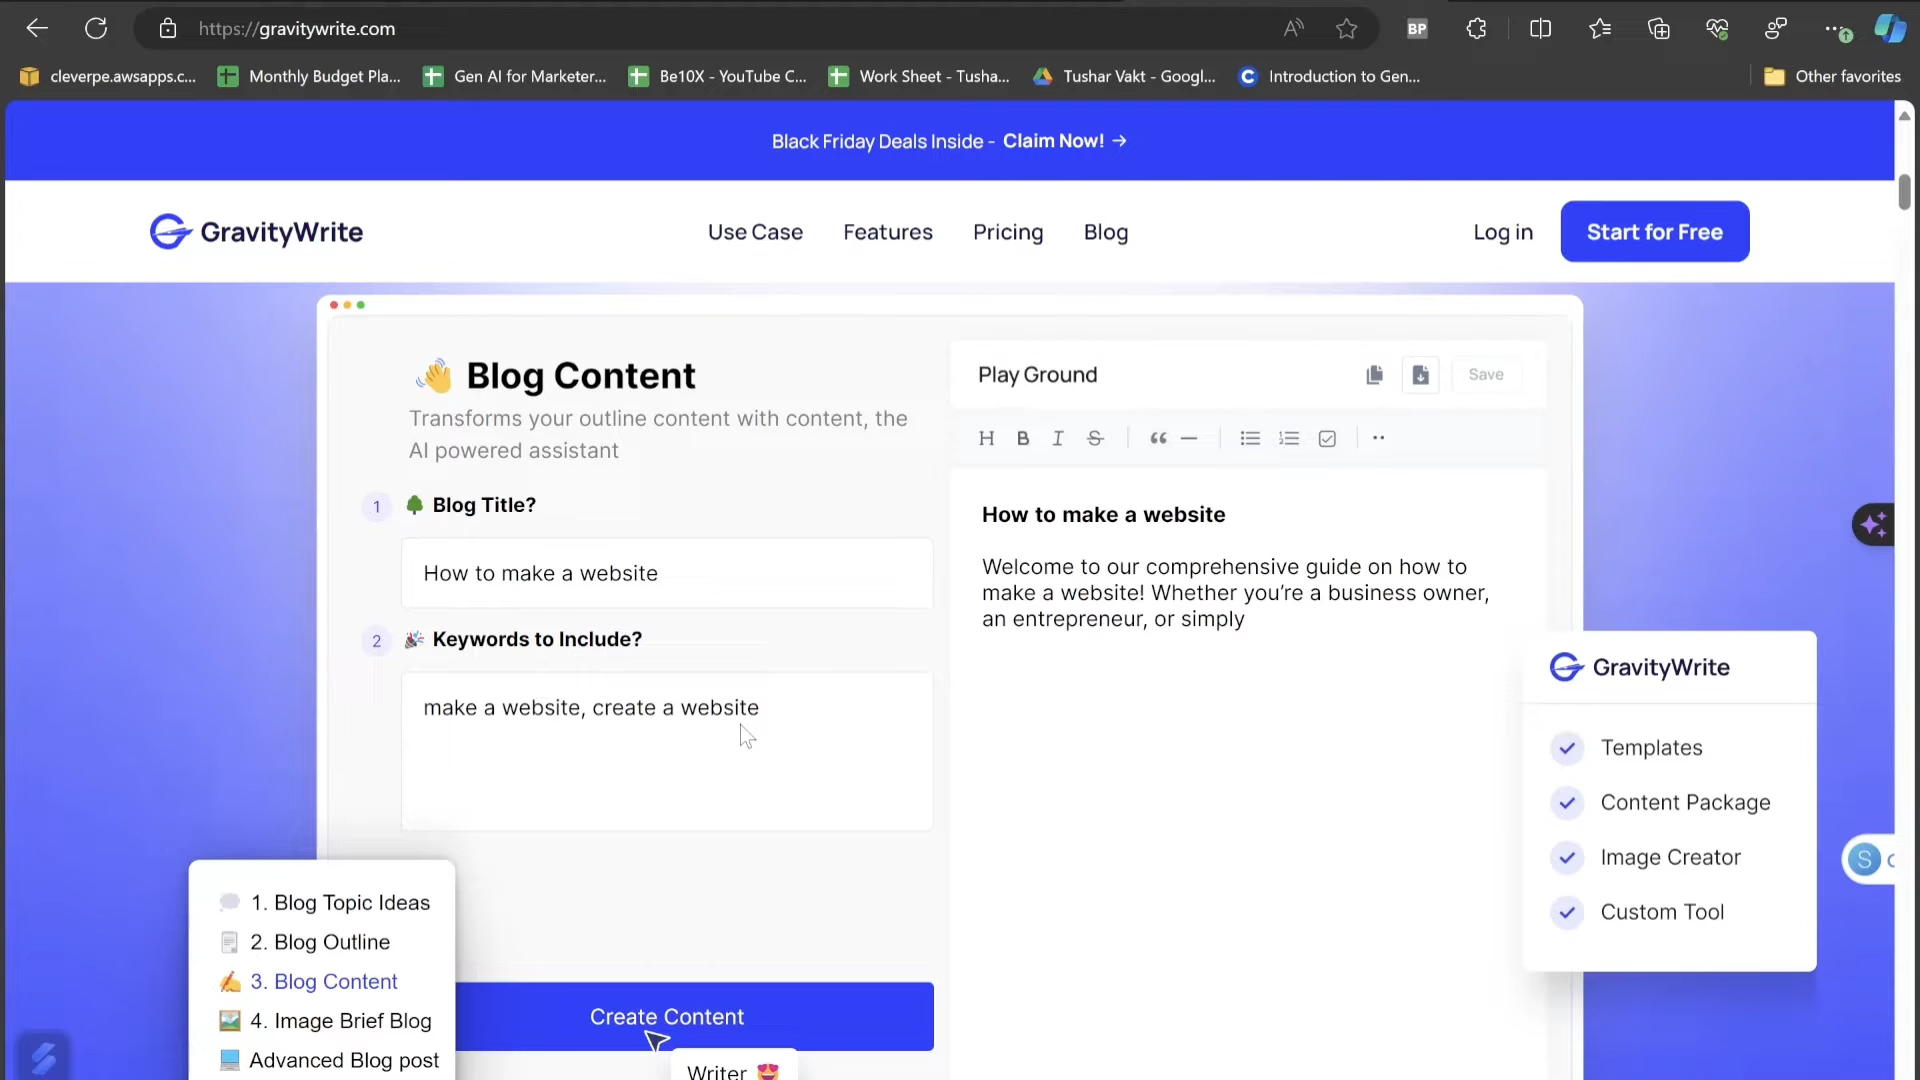 https://gravitywrite.com
BP
cleverpe.awsapps.c...
Monthly Budget Pla...
Gen AI for Marketer...
Be10X - YouTube C...
Work Sheet - Tusha...
Tushar Vakt - Googl...
Introduction to Gen...
Other favorites
Black Friday Deals Inside - Claim Now! →
GravityWrite
Use Case
Features
Pricing
Blog
Log in
Start for Free
Blog Content
Transforms your outline content with content, the
AI powered assistant
1
Blog Title?
How to make a website
2
Keywords to Include?
make a website, create a website
Create Content
Writer
1. Blog Topic Ideas
2. Blog Outline
3. Blog Content
4. Image Brief Blog
Advanced Blog post
Play Ground
Save
H B I S
How to make a website
Welcome to our comprehensive guide on how to
make a website! Whether you're a business owner,
an entrepreneur, or simply
GravityWrite
Templates
Content Package
Image Creator
Custom Tool
S